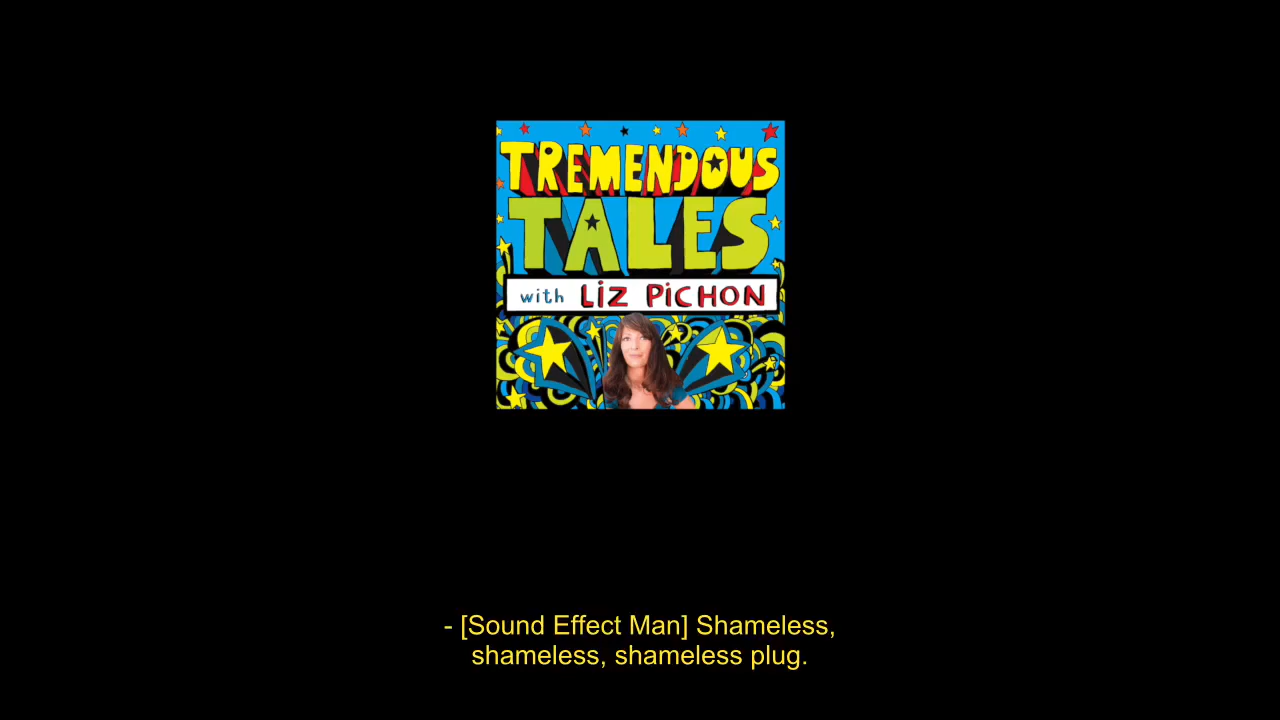 TREMENDOUS
TALES
with LiZ PiCHON
- [Sound Effect Man] Shameless,
shameless, shameless plug.